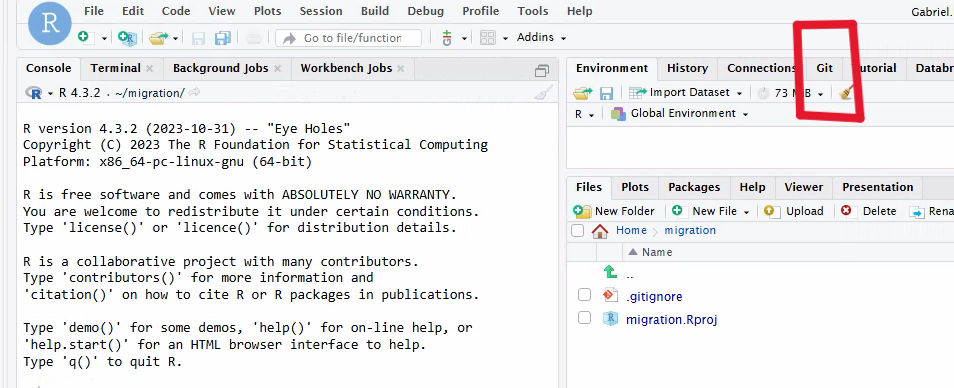 File Edit Code View Plots Session Build Debug Profile Tools Help
Gabriel.
R
Go to file/function
Addins
Console Terminal Background Jobs Workbench Jobs
R 4.3.2 · ~/migration/
R version 4.3.2 (2023-10-31) -- "Eye Holes"
Copyright (C) 2023 The R Foundation for Statistical Computing
Platform: x86_64-pc-linux-gnu (64-bit)
R is free software and comes with ABSOLUTELY NO WARRANTY.
You are welcome to redistribute it under certain conditions.
Type 'license()' or 'licence()' for distribution details.
R is a collaborative project with many contributors.
Type 'contributors()' for more information and
'citation()' on how to cite R or R packages in publications.
Type 'demo()' for some demos, 'help()' for on-line help, or
'help.start()' for an HTML browser interface to help.
Type 'q()' to quit R.
Environment History Connections Git utorial Databr
Import Dataset 73 M B
R Global Environment
Files Plots Packages Help Viewer Presentation
New Folder New File Upload Delete Rena
Home migration
Name
..
.gitignore
migration.Rproj